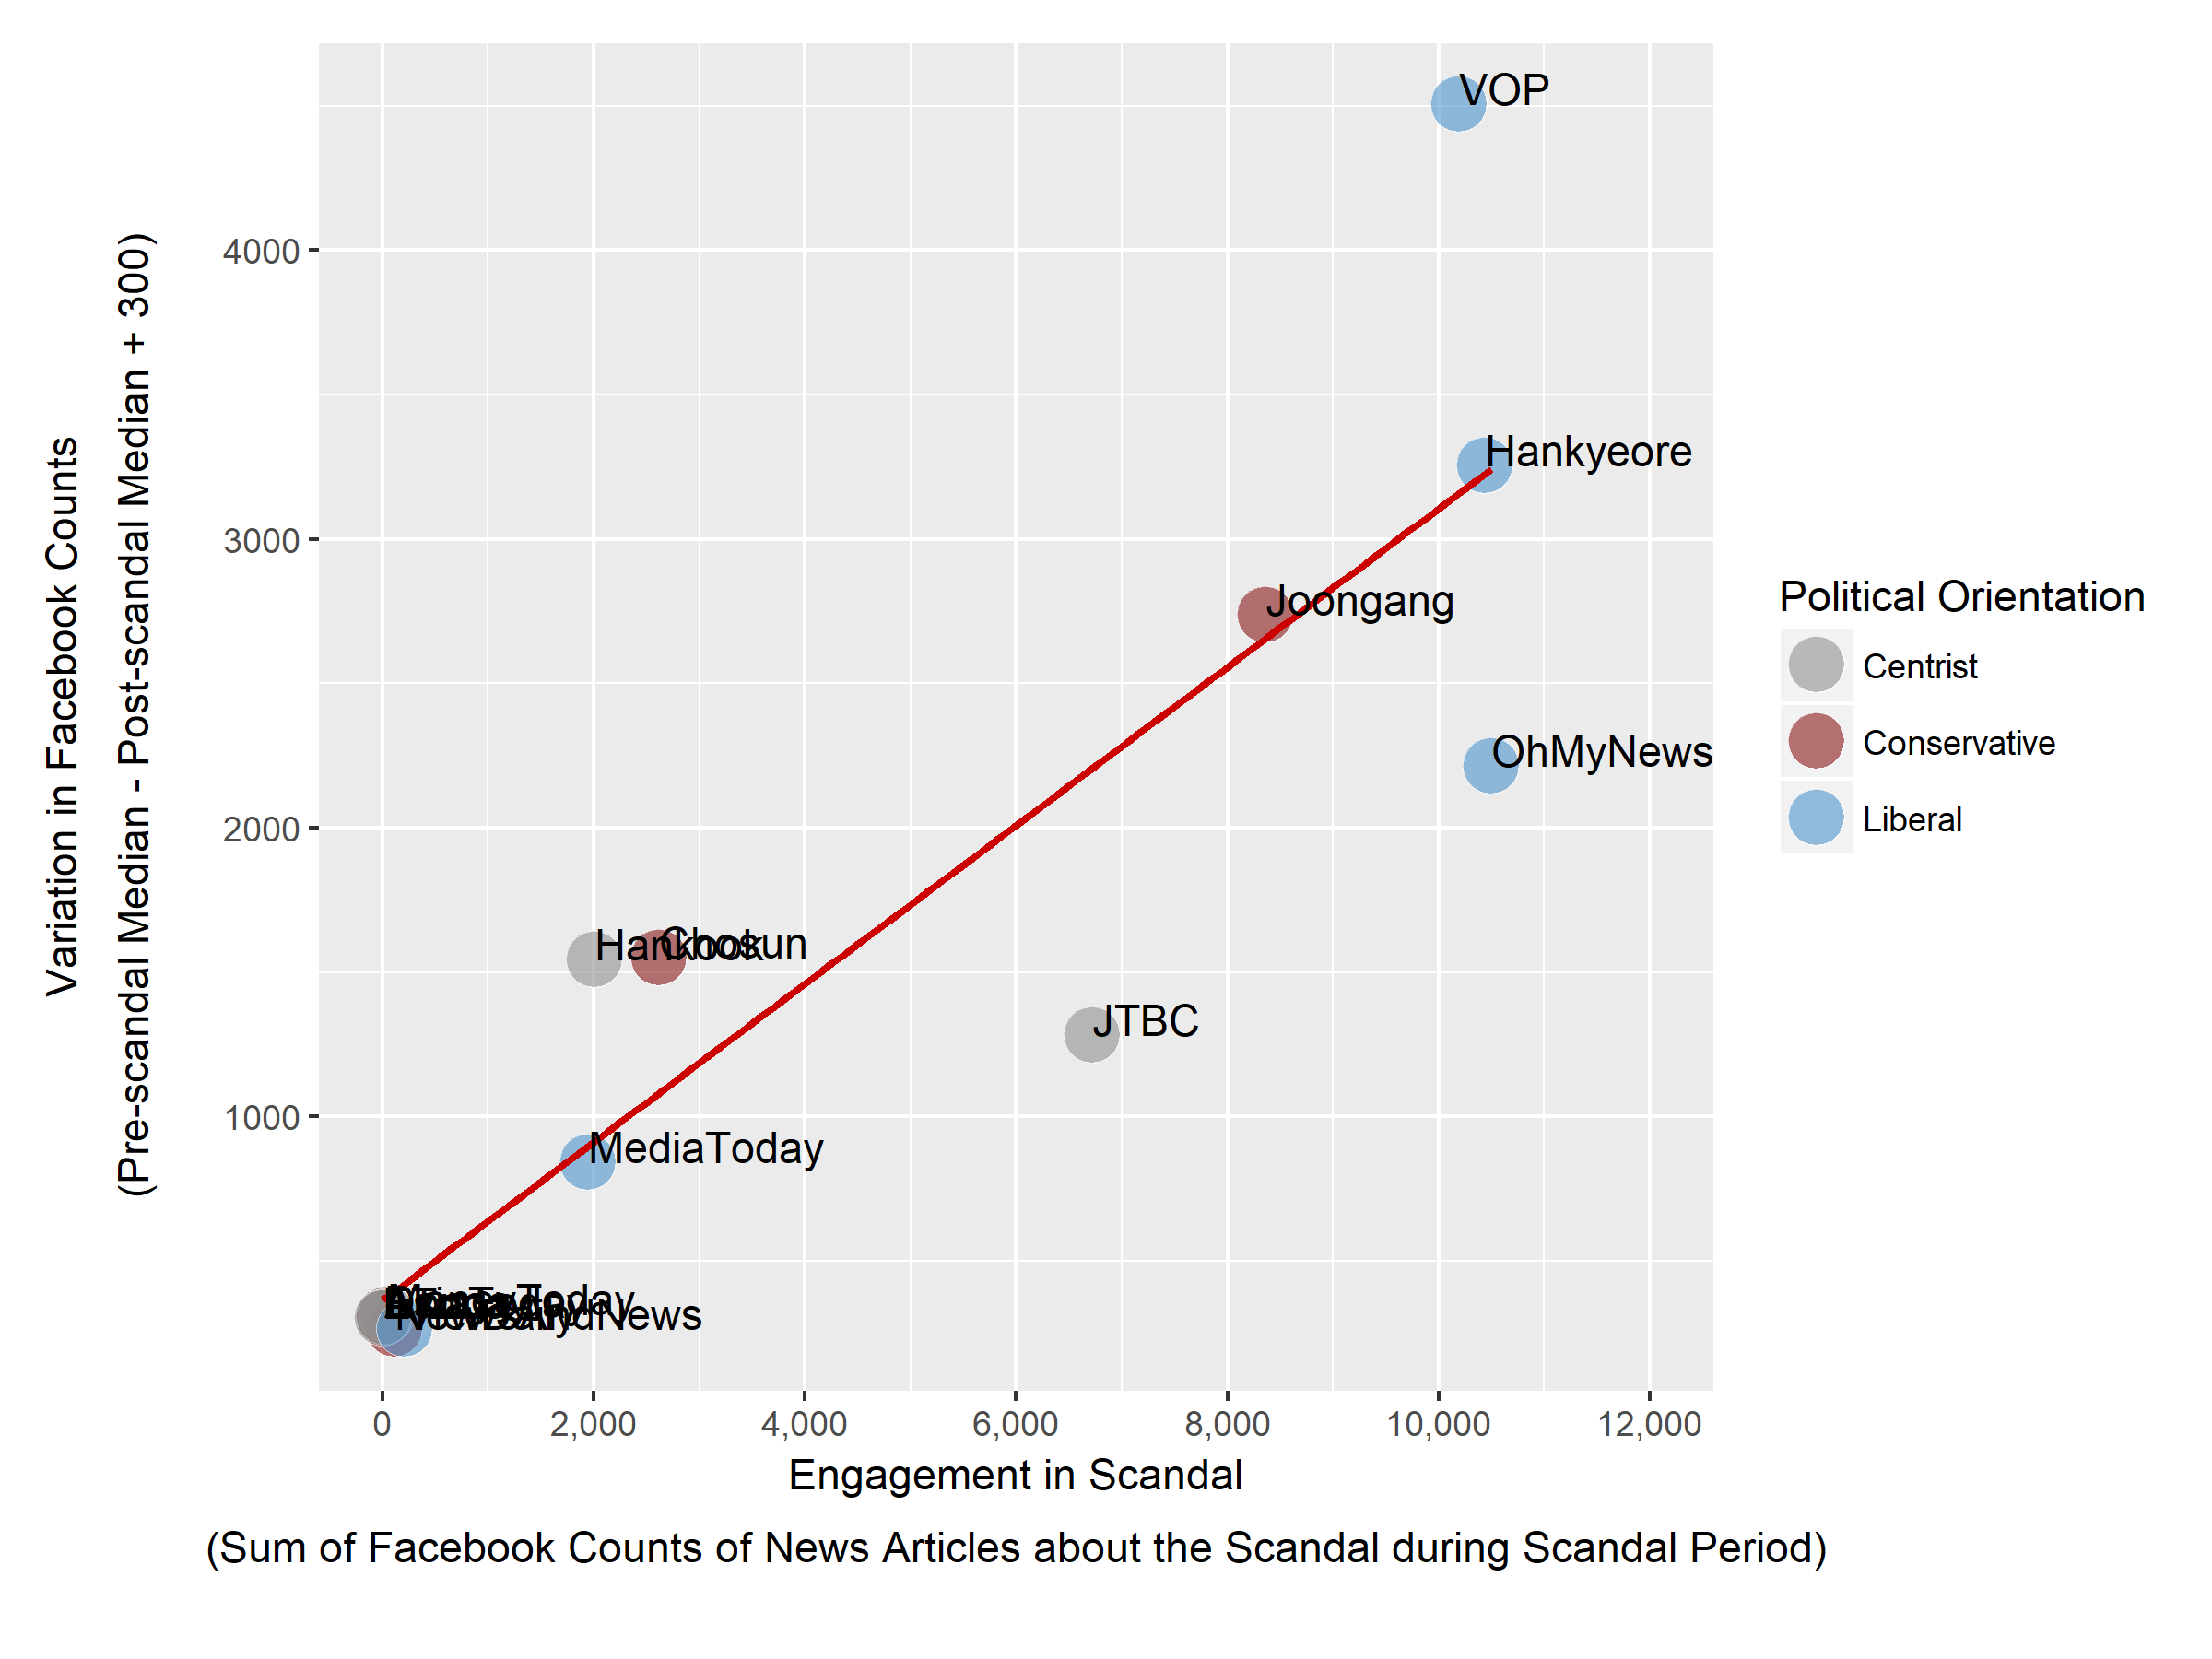 VOP
4000
Hankyeore
3000
Joongang
OhMyNews
2000
Hankook
Chosun
JTBC
1000
MediaToday
MoneyToday
Variation in Facebook Counts
(Pre-scandal Median - Post-scandal Median + 300)
0
2,000
4,000
6,000
8,000
10,000
12,000
Engagement in Scandal
(Sum of Facebook Counts of News Articles about the Scandal during Scandal Period)
Political Orientation
Centrist
Conservative
Liberal